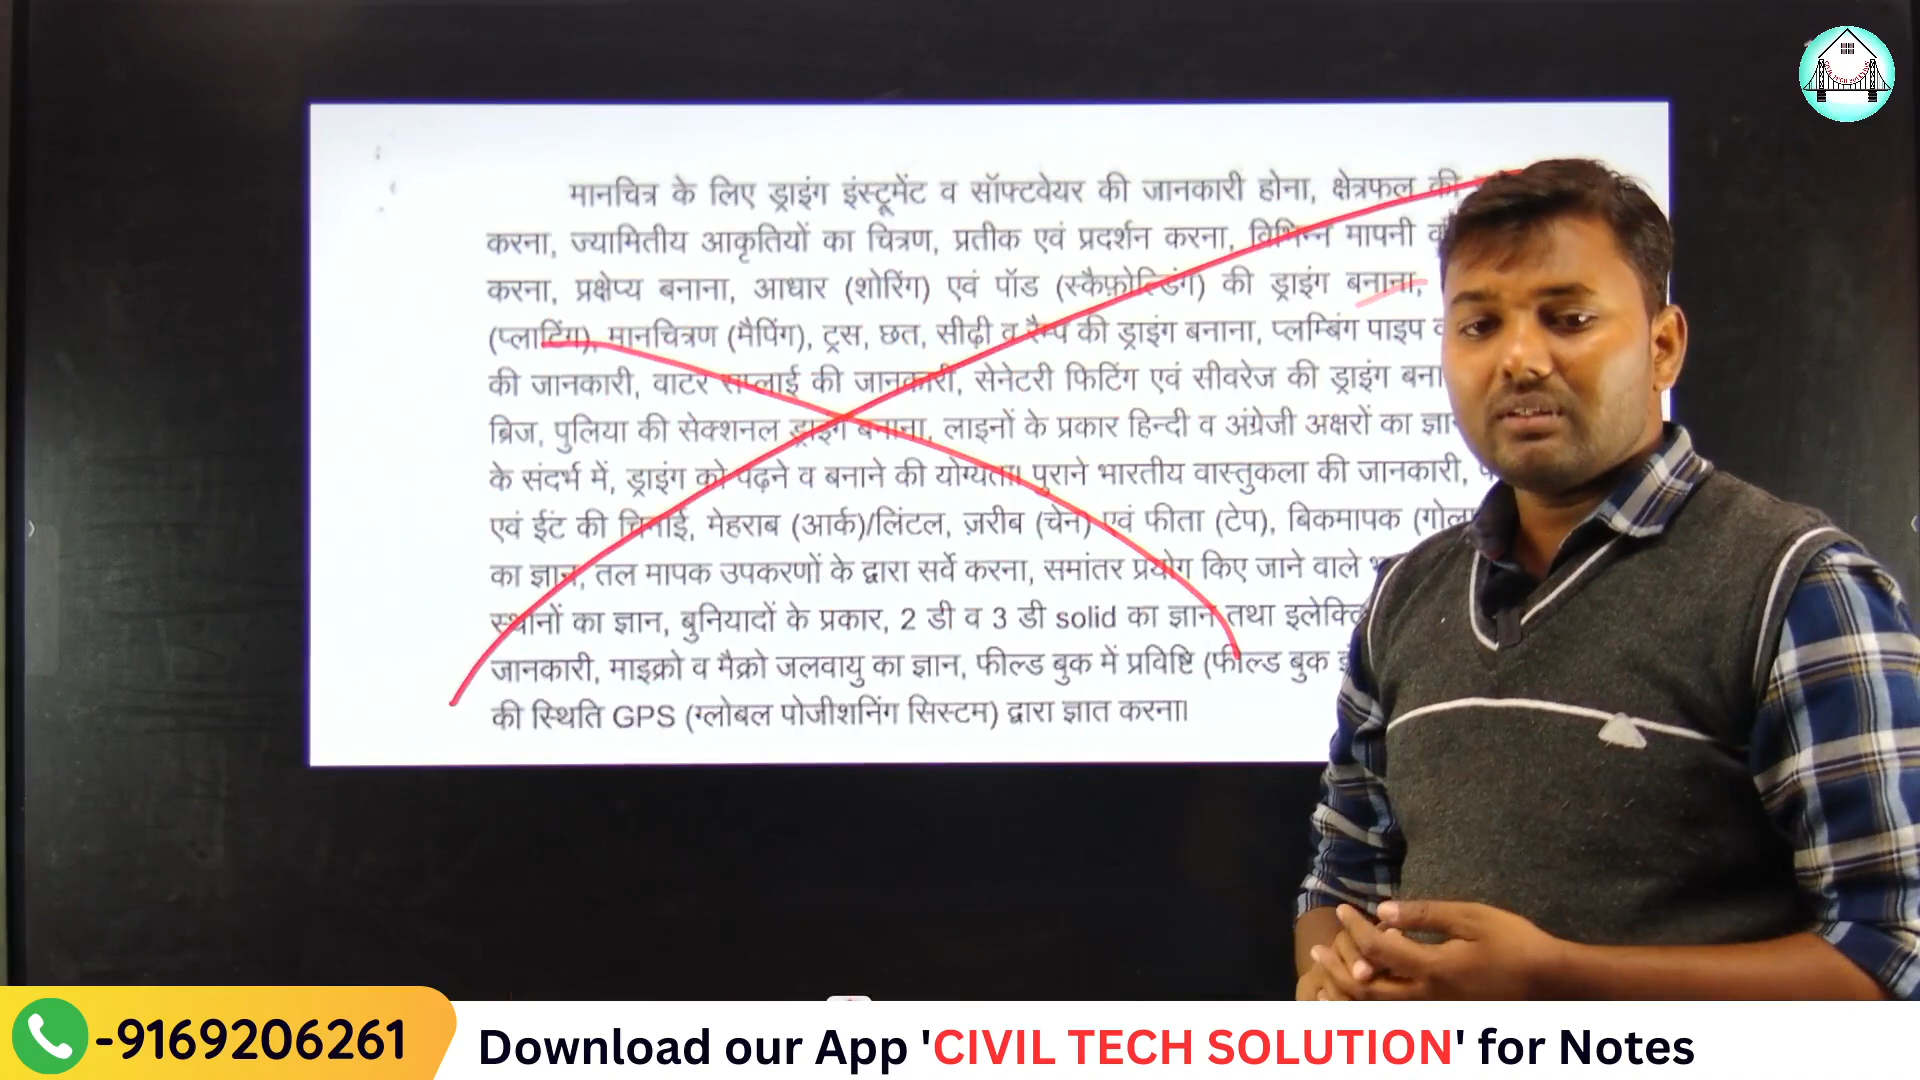 मानचित्र के लिए ड्राइंग इंस्ट्रूमेंट व सॉफ्टवेयर की जानकारी होना, क्षेत्रफल की
करना, ज्यामितीय आकृतियों का चित्रण, प्रतीक एवं प्रदर्शन करना, विभिन्न मापनी
करना, प्रक्षेप्य बनाना, आधार (शोरिंग) एवं पॉड (स्कैफ़ोल्डिंग) की ड्राइंग बनाना,
(प्लाटिंग), मानचित्रण (मैपिंग), ट्रस, छत, सीढ़ी व रैम्प की ड्राइंग बनाना, प्लम्बिंग पाइप
की जानकारी, वाटर सप्लाई की जानकारी, सेनेटरी फिटिंग एवं सीवरेज की ड्राइंग
ब्रिज, पुलिया की सेक्शनल ड्राइंग बनाना, लाइनों के प्रकार हिन्दी व अंग्रेजी अक्षरों का
के संदर्भ में, ड्राइंग को पढ़ने व बनाने की योग्यता। पुराने भारतीय वास्तुकला की जानकारी,
एवं ईंट की चिनाई, मेहराब (आर्क)/लिंटल, ज़रीब (चेन) एवं फीता (टेप), बिकमापक
का ज्ञान, तल मापक उपकरणों के द्वारा सर्वे करना, समांतर प्रयोग किए जाने वाले
स्थानों का ज्ञान, बुनियादों के प्रकार, 2 डी व 3 डी solid का ज्ञान तथा
जानकारी, माइक्रो व मैक्रो जलवायु का ज्ञान, फील्ड बुक में प्रविष्टि (फील्ड बुक
की स्थिति GPS (ग्लोबल पोजीशनिंग सिस्टम) द्वारा ज्ञात करना।
-9169206261
Download our App 'CIVIL TECH SOLUTION' for Notes